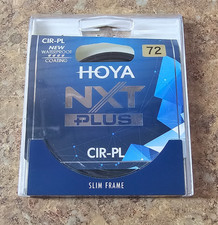 CIR-PL
NEW
WATERPROOF
COATING
72
HOYA
NXT
PLUS
CIR-PL
SLIM FRAME